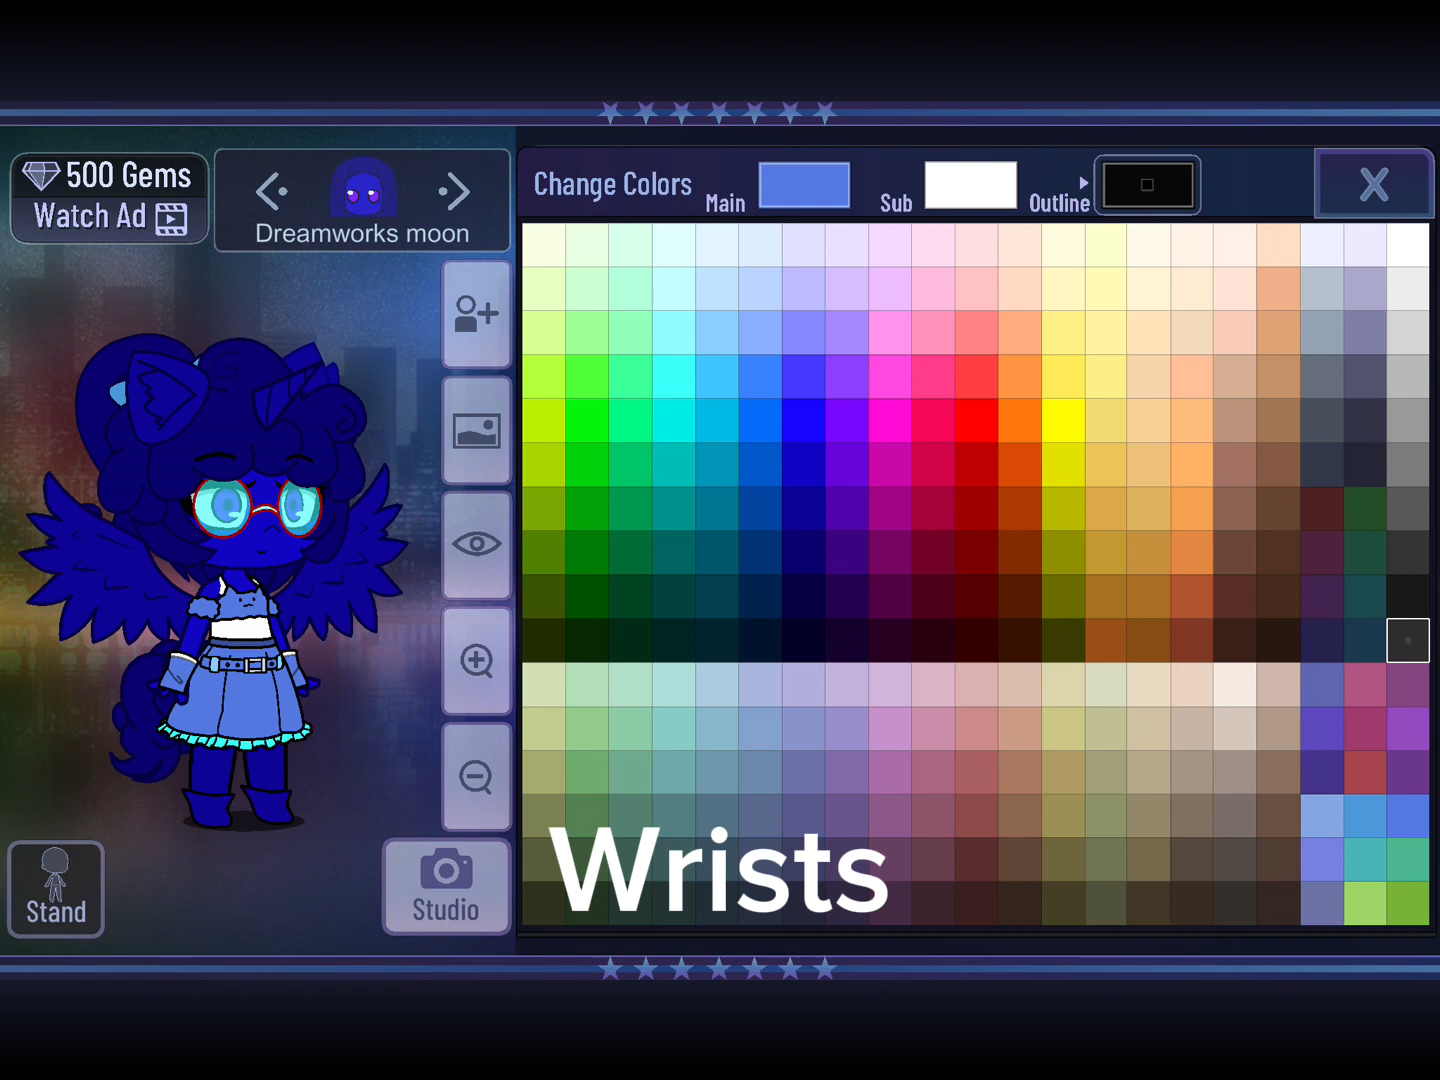 500 Gems
Watch Ad
Dreamworks moon
Change Colors
Main
Sub
Outline
X
Stand
Studio
Wrists